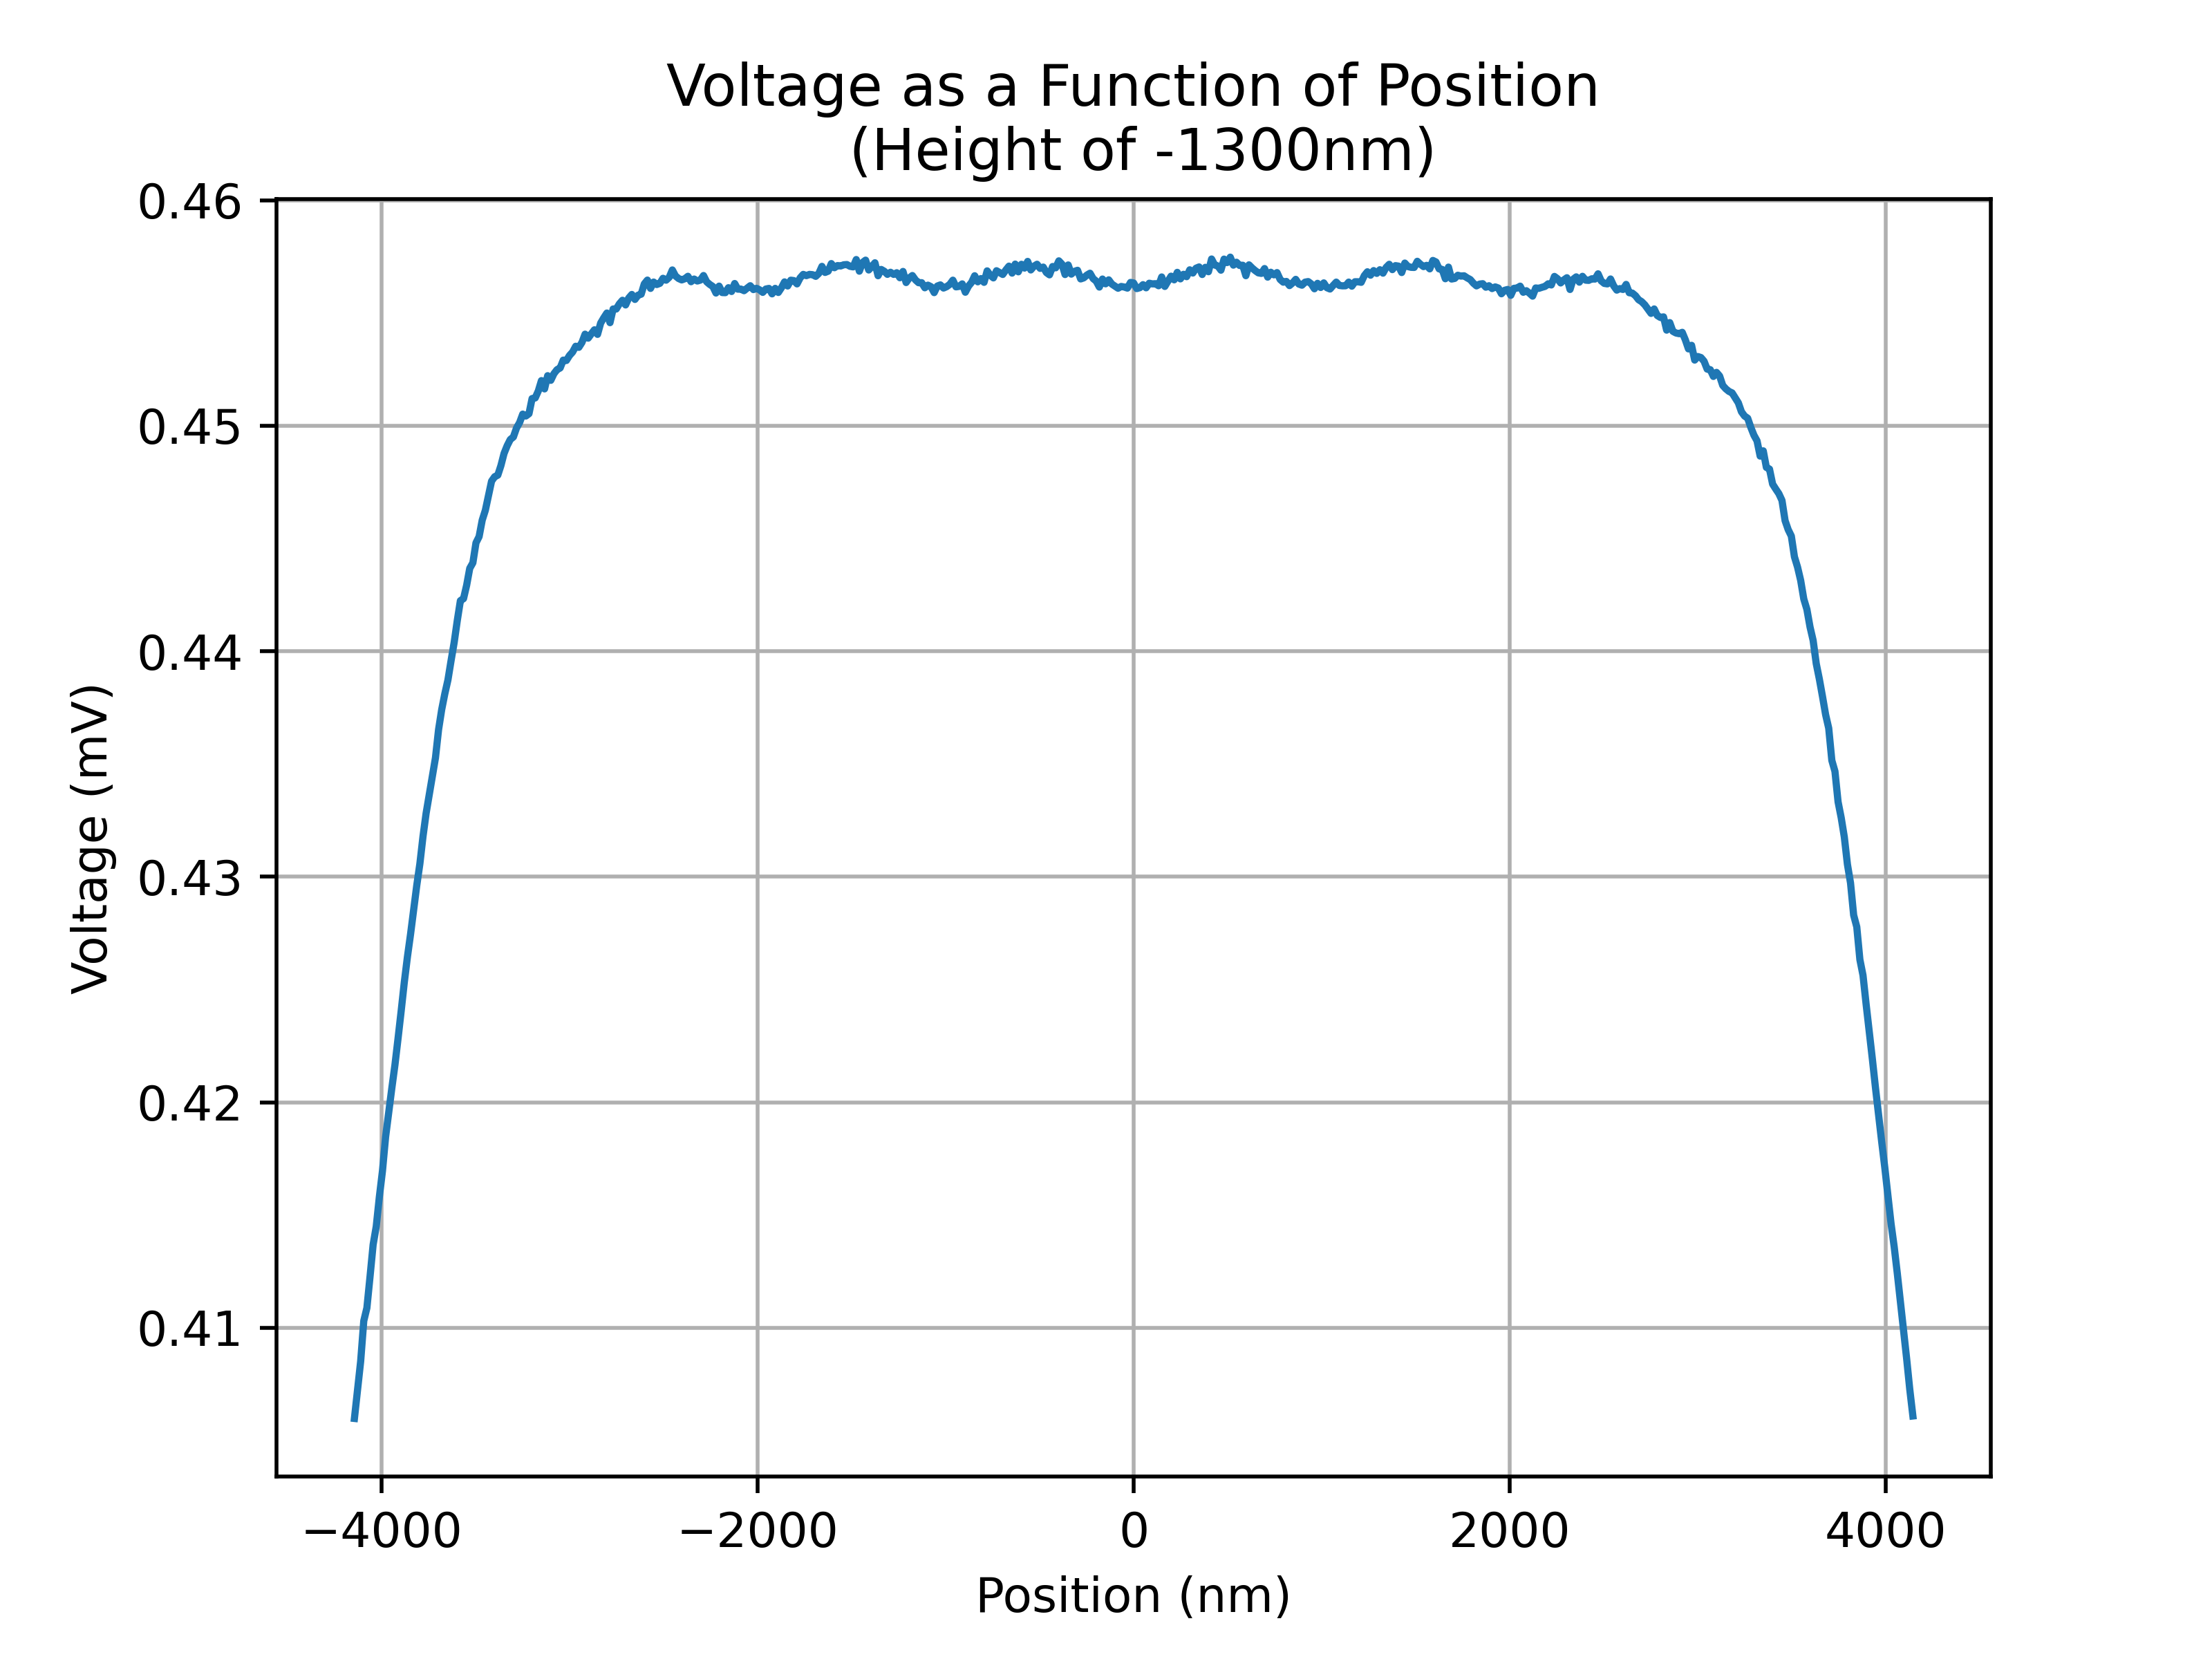 Voltage as a Function of Position
(Height of -1300nm)
0.46
0.45
0.44
0.43
0.42
0.41
Voltage (mV)
−4000
−2000
0
2000
4000
Position (nm)